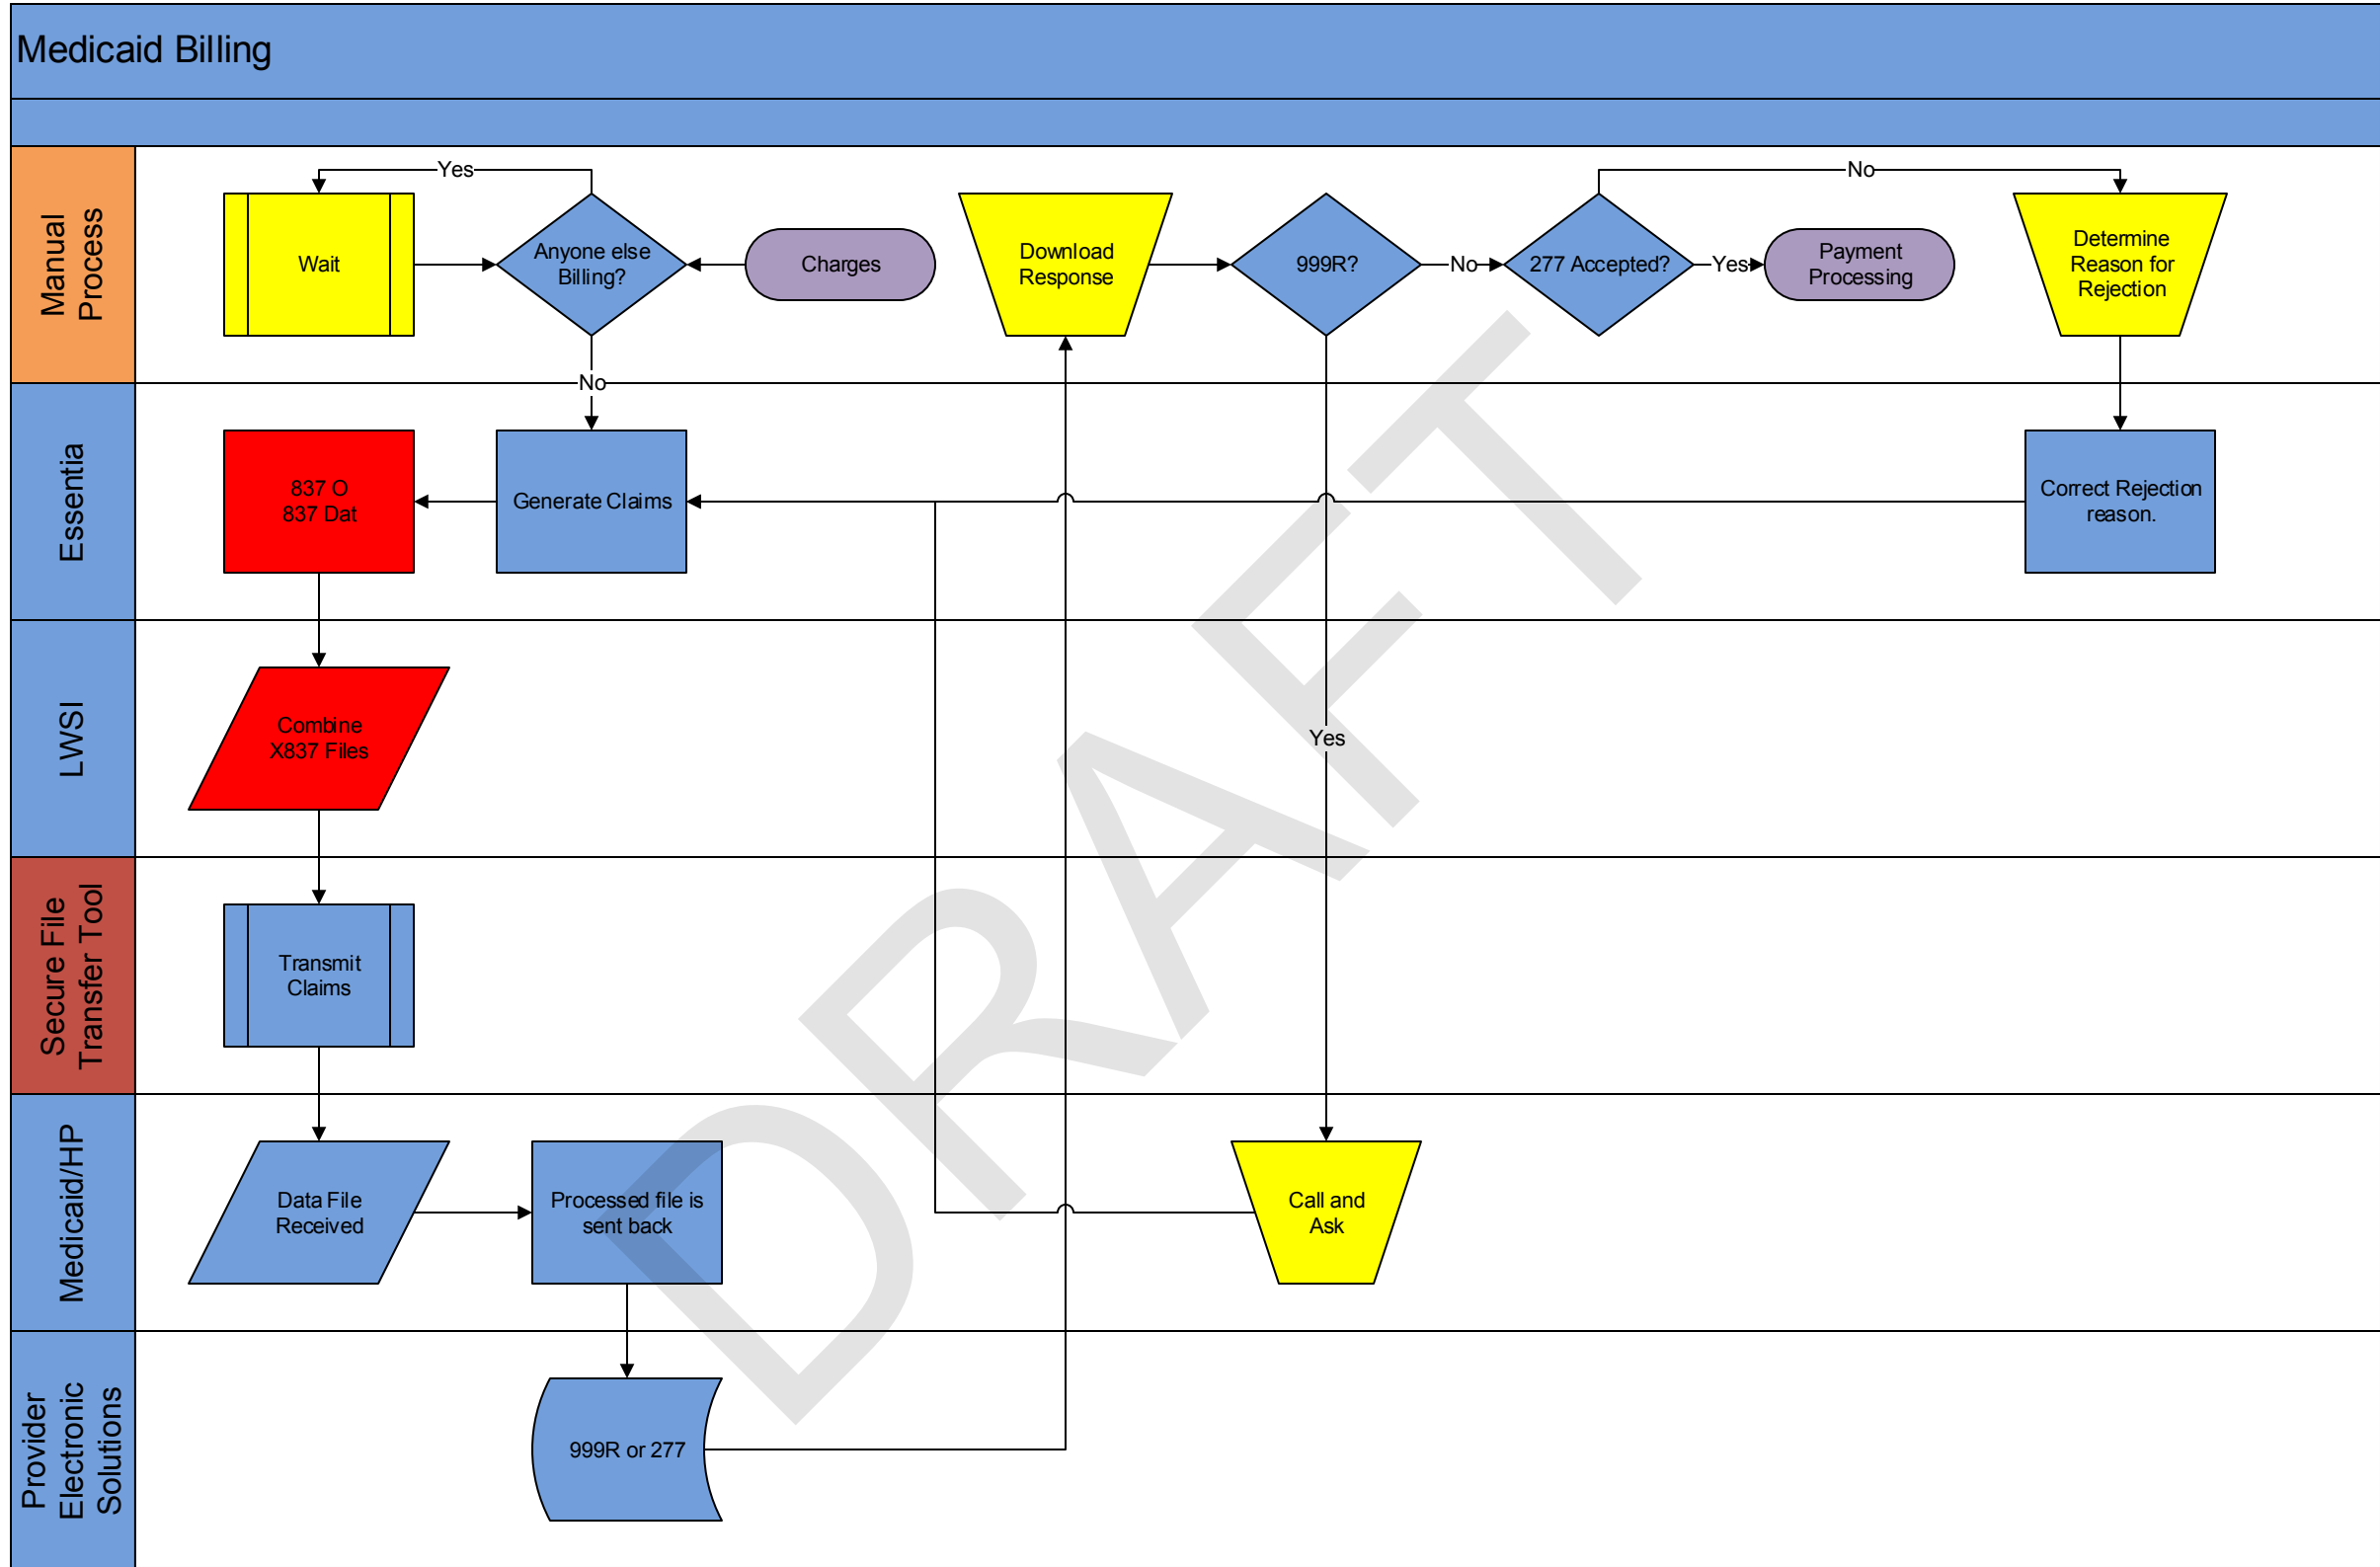 Medicaid Billing
Manual
Process
Yes
Wait
Anyone else
Billing?
Charges
Download
Response
999R?
No
277 Accepted?
Yes
Payment
Processing
No
Determine
Reason for
Rejection
No
Essentia
837 O
837 Dat
Generate Claims
Correct Rejection
reason.
LWSI
Combine
X837 Files
Yes
Secure File
Transfer Tool
Transmit
Claims
Medicaid/HP
Data File
Received
Processed file is
sent back
Call and
Ask
Provider
Electronic
Solutions
999R or 277
DRAFT